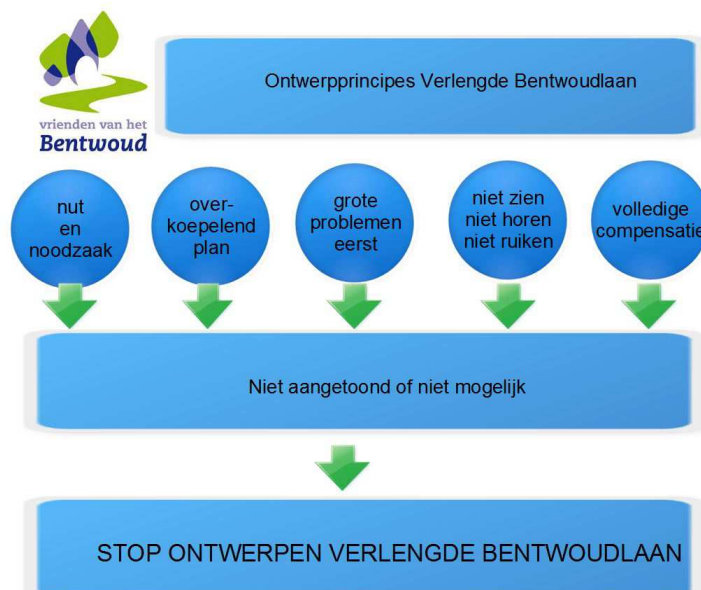 vrienden van het
Bentwoud
Ontwerpprincipes Verlengde Bentwoudlaan
nut
en
noodzaak
over-
koepelend
plan
grote
problemen
eerst
niet zien
niet horen
niet ruiken
volledige
compensatie
Niet aangetoond of niet mogelijk
STOP ONTWERPEN VERLENGDE BENTWOUDLAAN